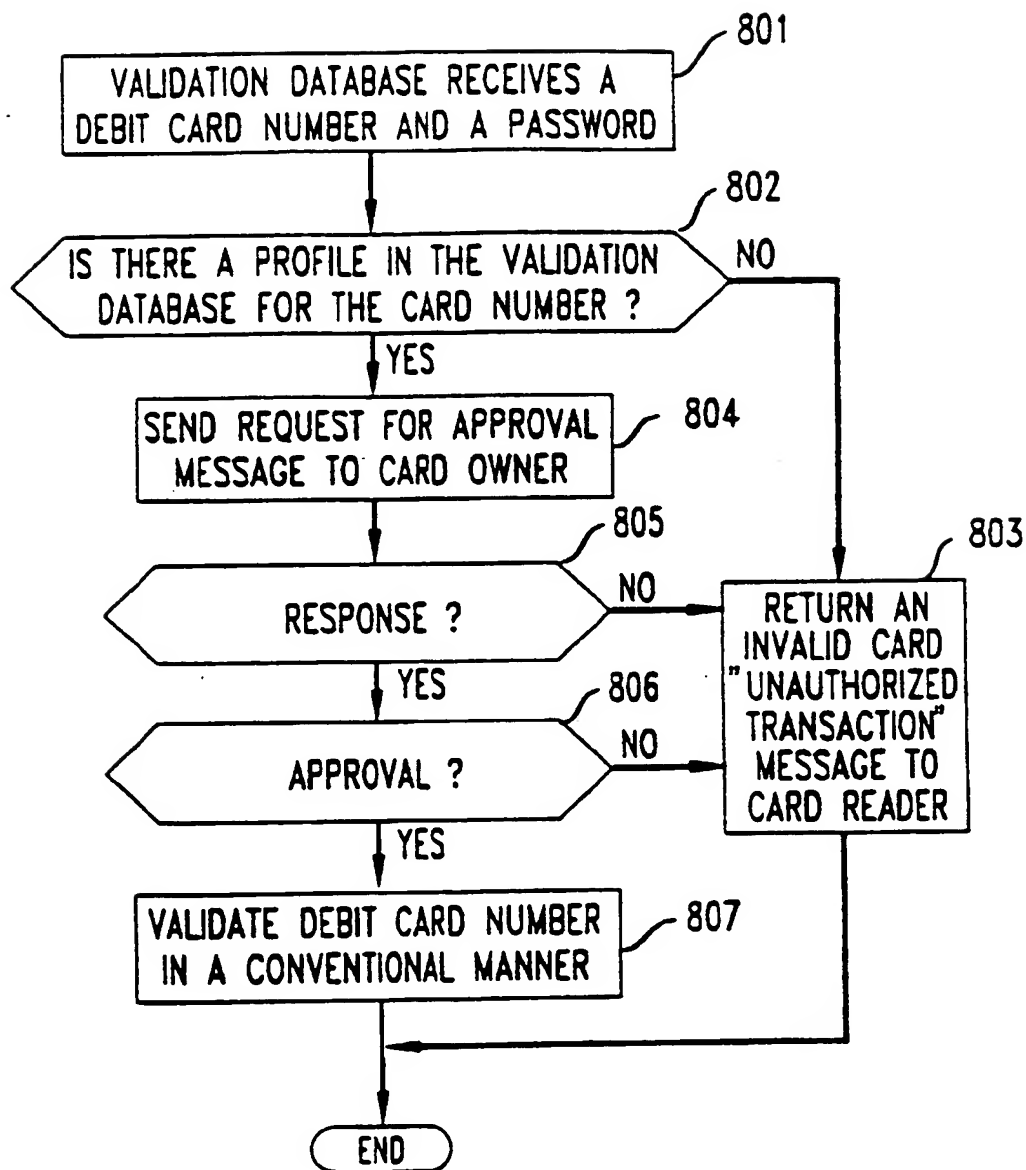 801
VALIDATION DATABASE RECEIVES A
DEBIT CARD NUMBER AND A PASSWORD
802
IS THERE A PROFILE IN THE VALIDATION
DATABASE FOR THE CARD NUMBER ?
NO
YES
SEND REQUEST FOR APPROVAL
MESSAGE TO CARD OWNER
804
805
RESPONSE ?
NO
YES
803
RETURN AN
INVALID CARD
"UNAUTHORIZED
TRANSACTION"
MESSAGE TO
CARD READER
806
APPROVAL ?
NO
YES
VALIDATE DEBIT CARD NUMBER
IN A CONVENTIONAL MANNER
807
END